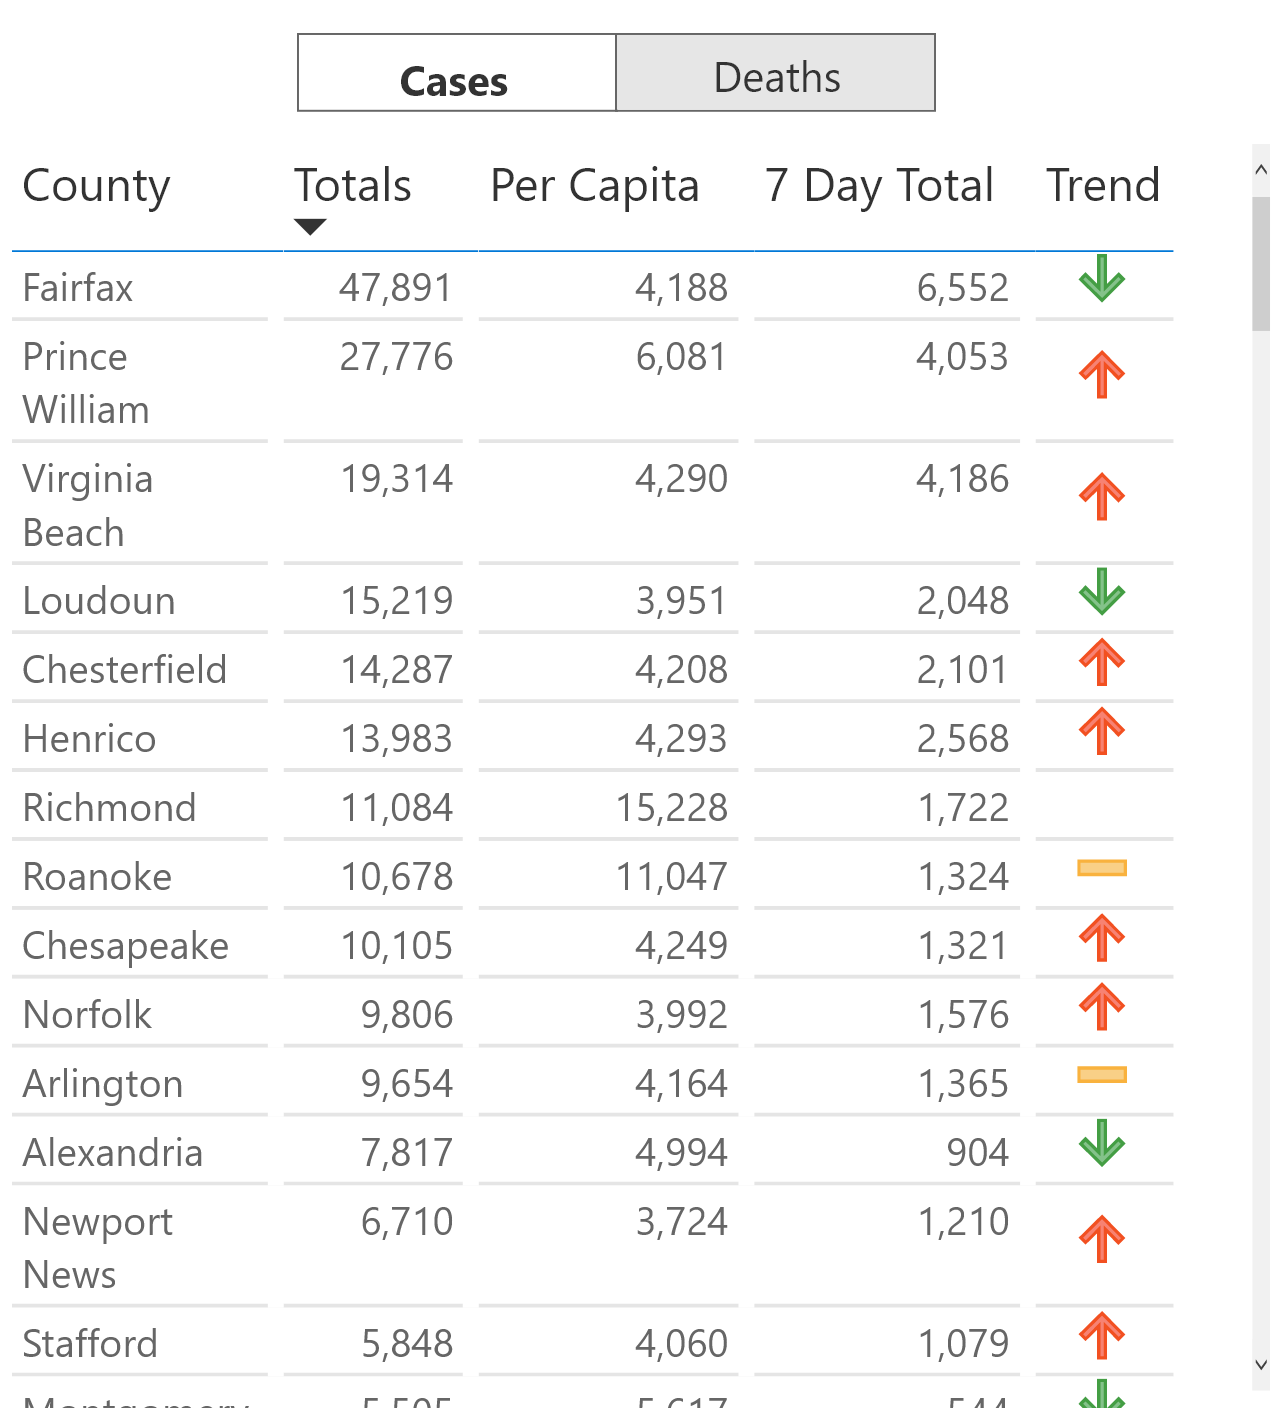 Cases Deaths
County Totals Per Capita 7 Day Total Trend
Fairfax 47,891 4,188 6,552
Prince 27,776 6,081 4,053
William
Virginia 19,314 4,290 4,186
Beach
Loudoun 15,219 3,951 2,048
Chesterfield 14,287 4,208 2,101
Henrico 13,983 4,293 2,568
Richmond 11,084 15,228 1,722
Roanoke 10,678 11,047 1,324
Chesapeake 10,105 4,249 1,321
Norfolk 9,806 3,992 1,576
Arlington 9,654 4,164 1,365
Alexandria 7,817 4,994 904
Newport 6,710 3,724 1,210
News
Stafford 5,848 4,060 1,079
Montgomery